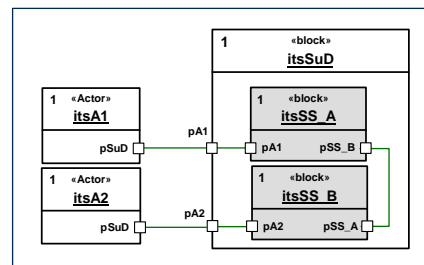 1 «block»
itsSuD
1 «Actor»
itsA1
pSuD
pA1
1 «block»
itsSS_A
pA1 pSS_B
1 «Actor»
itsA2
pSuD
pA2
1 «block»
itsSS_B
pA2 pSS_A